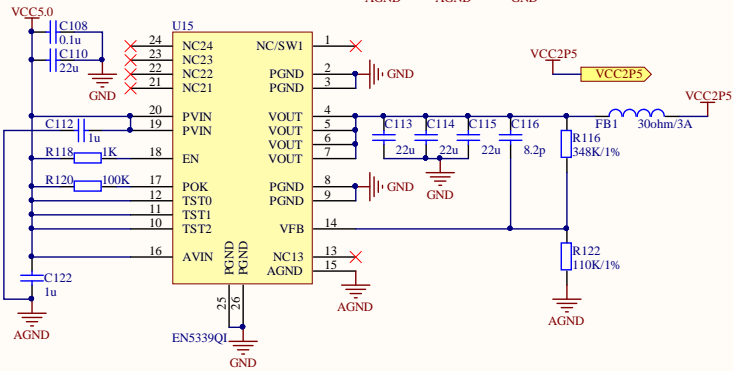 AGND AGND GND
VCC5.0
C108
0.1u
C110
22u
GND
U15
24 NC24
23 NC23
22 NC22
21 NC21
20 PVIN
19 PVIN
18 EN
17 POK
12 TST0
11 TST1
10 TST2
16 AVIN
NC/SW1 1
PGND 2
PGND 3
VOUT 4
VOUT 5
VOUT 6
VOUT 7
PGND 8
PGND 9
VFB 14
NC13 13
AGND 15
PGND 25
PGND 26
EN5339QI
GND
C112
1u
R118 1K
R120 100K
C122
1u
AGND
GND
GND
AGND
C113
22u
C114
22u
C115
22u
C116
8.2p
GND
VCC2P5
VCC2P5
VCC2P5
FB1 30ohm/3A
R116
348K/1%
R122
110K/1%
AGND